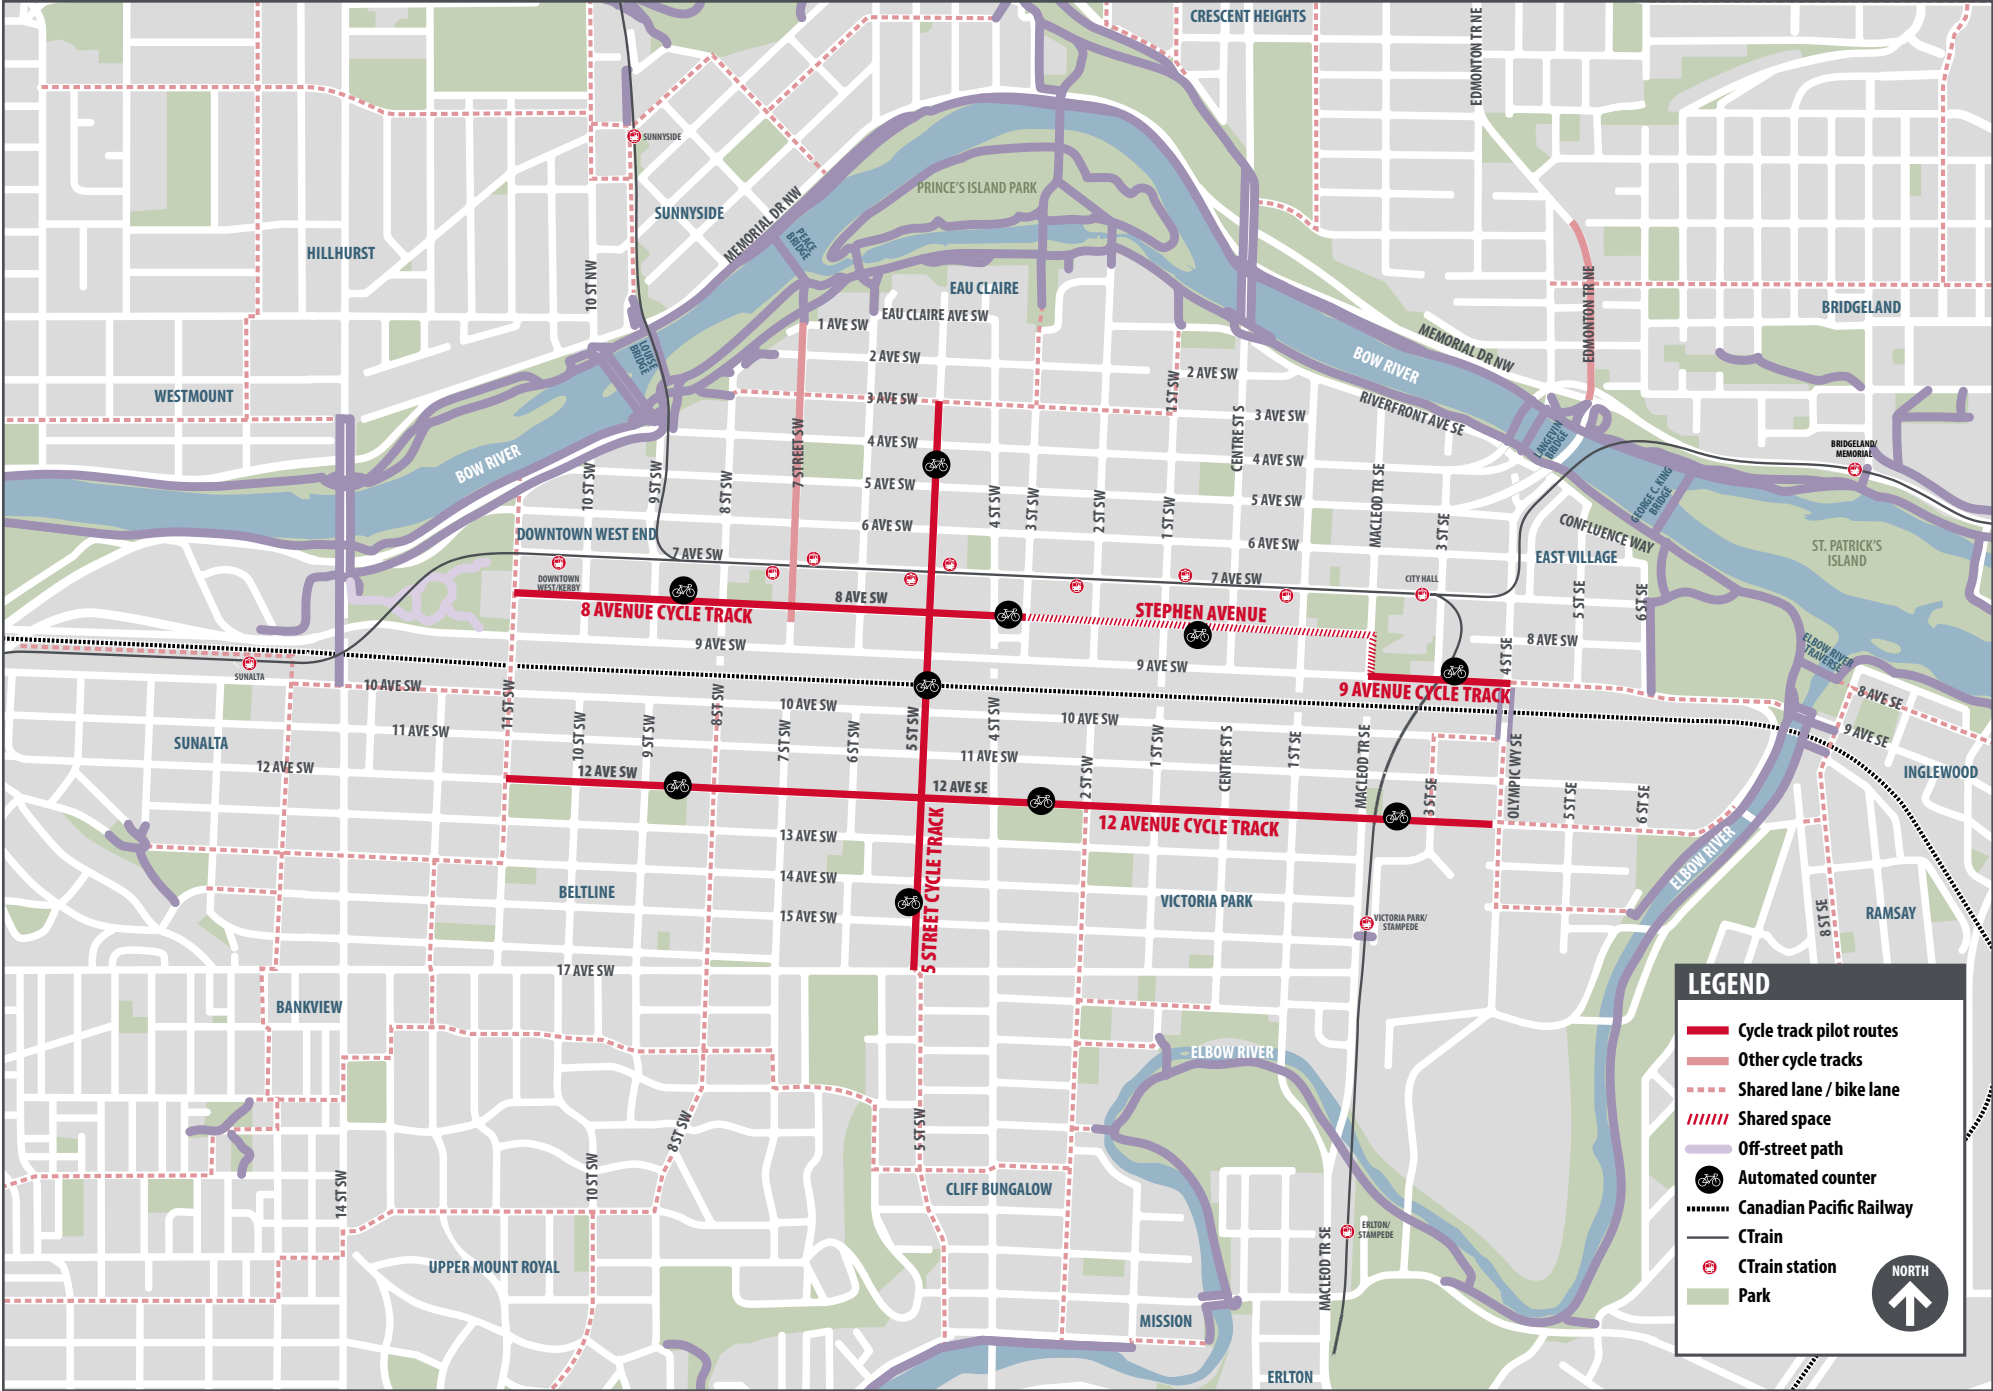 CRESCENT HEIGHTS
EDMONTON TR NE
SUNNYSIDE
PRINCE'S ISLAND PARK
SUNNYSIDE
MEMORIAL DR NW
PEACE
BRIDGE
HILLHURST
10 ST NW
EAU CLAIRE
EAU CLAIRE AVE SW
1 AVE SW
EDMONTON TR NE
BRIDGELAND
MEMORIAL DR NW
BOW RIVER
LOUISE
BRIDGE
2 AVE SW
2 AVE SW
WESTMOUNT
3 AVE SW
1 ST SW
3 AVE SW
RIVERFRONT AVE SE
CENTRE ST S
4 AVE SW
4 AVE SW
LANGEVIN
BRIDGE
BRIDGELAND/
MEMORIAL
BOW RIVER
7 STREET SW
10 ST SW
9 ST SW
8 ST SW
5 AVE SW
5 AVE SW
4 ST SW
3 ST SW
2 ST SW
1 ST SW
MACLEOD TR SE
3 ST SE
GEORGE C. KING
BRIDGE
6 AVE SW
6 AVE SW
CONFLUENCE WAY
DOWNTOWN WEST END
7 AVE SW
7 AVE SW
EAST VILLAGE
ST. PATRICK'S
ISLAND
DOWNTOWN
WEST/KERBY
CITY HALL
5 ST SE
6 ST SE
8 AVE SW
8 AVENUE CYCLE TRACK
STEPHEN AVENUE
8 AVE SW
4 ST SE
9 AVE SW
9 AVE SW
ELBOW RIVER
TRAVERSE
SUNALTA
10 AVE SW
9 AVENUE CYCLE TRACK
8 AVE SE
9 AVE SE
11 ST SW
8 ST SW
10 AVE SW
10 AVE SW
11 AVE SW
10 ST SW
9 ST SW
7 ST SW
6 ST SW
5 ST SW
4 ST SW
11 AVE SW
1 ST SW
CENTRE ST S
1 ST SE
MACLEOD TR SE
OLYMPIC WY SE
SUNALTA
12 AVE SW
12 AVE SW
12 AVE SE
2 ST SW
3 ST SE
5 ST SE
6 ST SE
INGLEWOOD
12 AVENUE CYCLE TRACK
13 AVE SW
14 AVE SW
15 AVE SW
5 STREET CYCLE TRACK
ELBOW RIVER
BELTLINE
VICTORIA PARK
VICTORIA PARK/
STAMPEDE
8 ST SE
RAMSAY
17 AVE SW
BANKVIEW
ELBOW RIVER
8 ST SW
5 ST SW
14 ST SW
10 ST SW
CLIFF BUNGALOW
ERLTON/
STAMPEDE
MACLEOD TR SE
UPPER MOUNT ROYAL
MISSION
ERLTON
LEGEND
Cycle track pilot routes
Other cycle tracks
Shared lane / bike lane
Shared space
Off-street path
Automated counter
Canadian Pacific Railway
CTrain
CTrain station
Park
NORTH